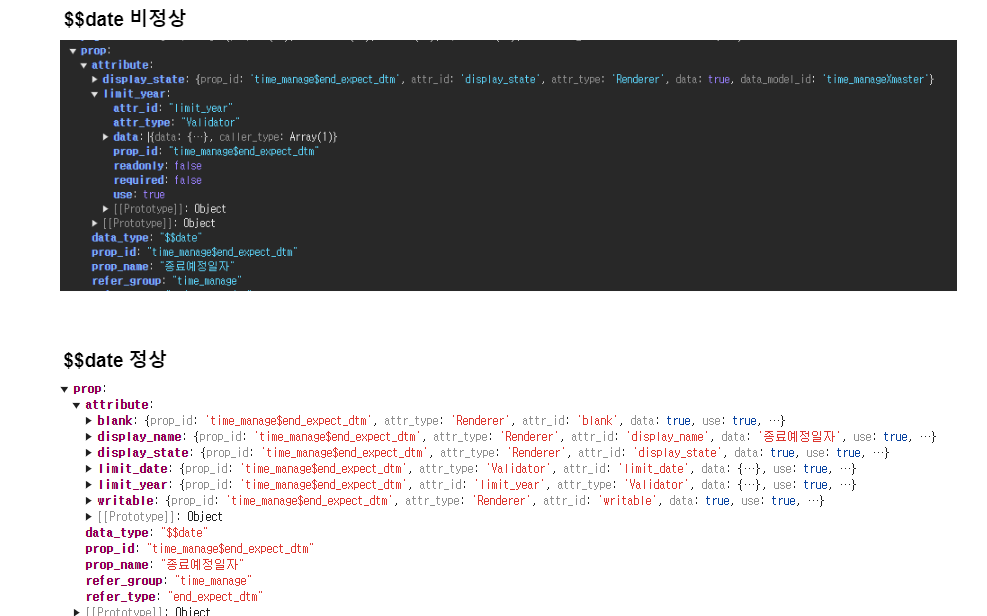 $$date 비정상
▼ prop:
▼ attribute:
▶ display_state: {prop_id: 'time_manage$end_expect_dtm', attr_id: 'display_state', attr_type: 'Renderer', data: true, data_model_id: 'time_manageXmaster'}
▼ limit_year:
attr_id: "limit_year"
attr_type: "Validator"
▶ data: {data: {…}, caller_type: Array(1)}
prop_id: "time_manage$end_expect_dtm"
readonly: false
required: false
use: true
▶ [[Prototype]]: Object
▶ [[Prototype]]: Object
data_type: "$$date"
prop_id: "time_manage$end_expect_dtm"
prop_name: "종료예정일자"
refer_group: "time_manage"
$$date 정상
▼ prop:
▼ attribute:
▶ blank: {prop_id: 'time_manage$end_expect_dtm', attr_type: 'Renderer', attr_id: 'blank', data: true, use: true, …}
▶ display_name: {prop_id: 'time_manage$end_expect_dtm', attr_type: 'Renderer', attr_id: 'display_name', data: '종료예정일자', use: true, …}
▶ display_state: {prop_id: 'time_manage$end_expect_dtm', attr_type: 'Renderer', attr_id: 'display_state', data: true, use: true, …}
▶ limit_date: {prop_id: 'time_manage$end_expect_dtm', attr_type: 'Validator', attr_id: 'limit_date', data: {…}, use: true, …}
▶ limit_year: {prop_id: 'time_manage$end_expect_dtm', attr_id: 'limit_year', attr_type: 'Validator', data: {…}, use: true, …}
▶ writable: {prop_id: 'time_manage$end_expect_dtm', attr_type: 'Renderer', attr_id: 'writable', data: true, use: true, …}
▶ [[Prototype]]: Object
data_type: "$$date"
prop_id: "time_manage$end_expect_dtm"
prop_name: "종료예정일자"
refer_group: "time_manage"
refer_type: "end_expect_dtm"
▶ [[Prototype]]: Object